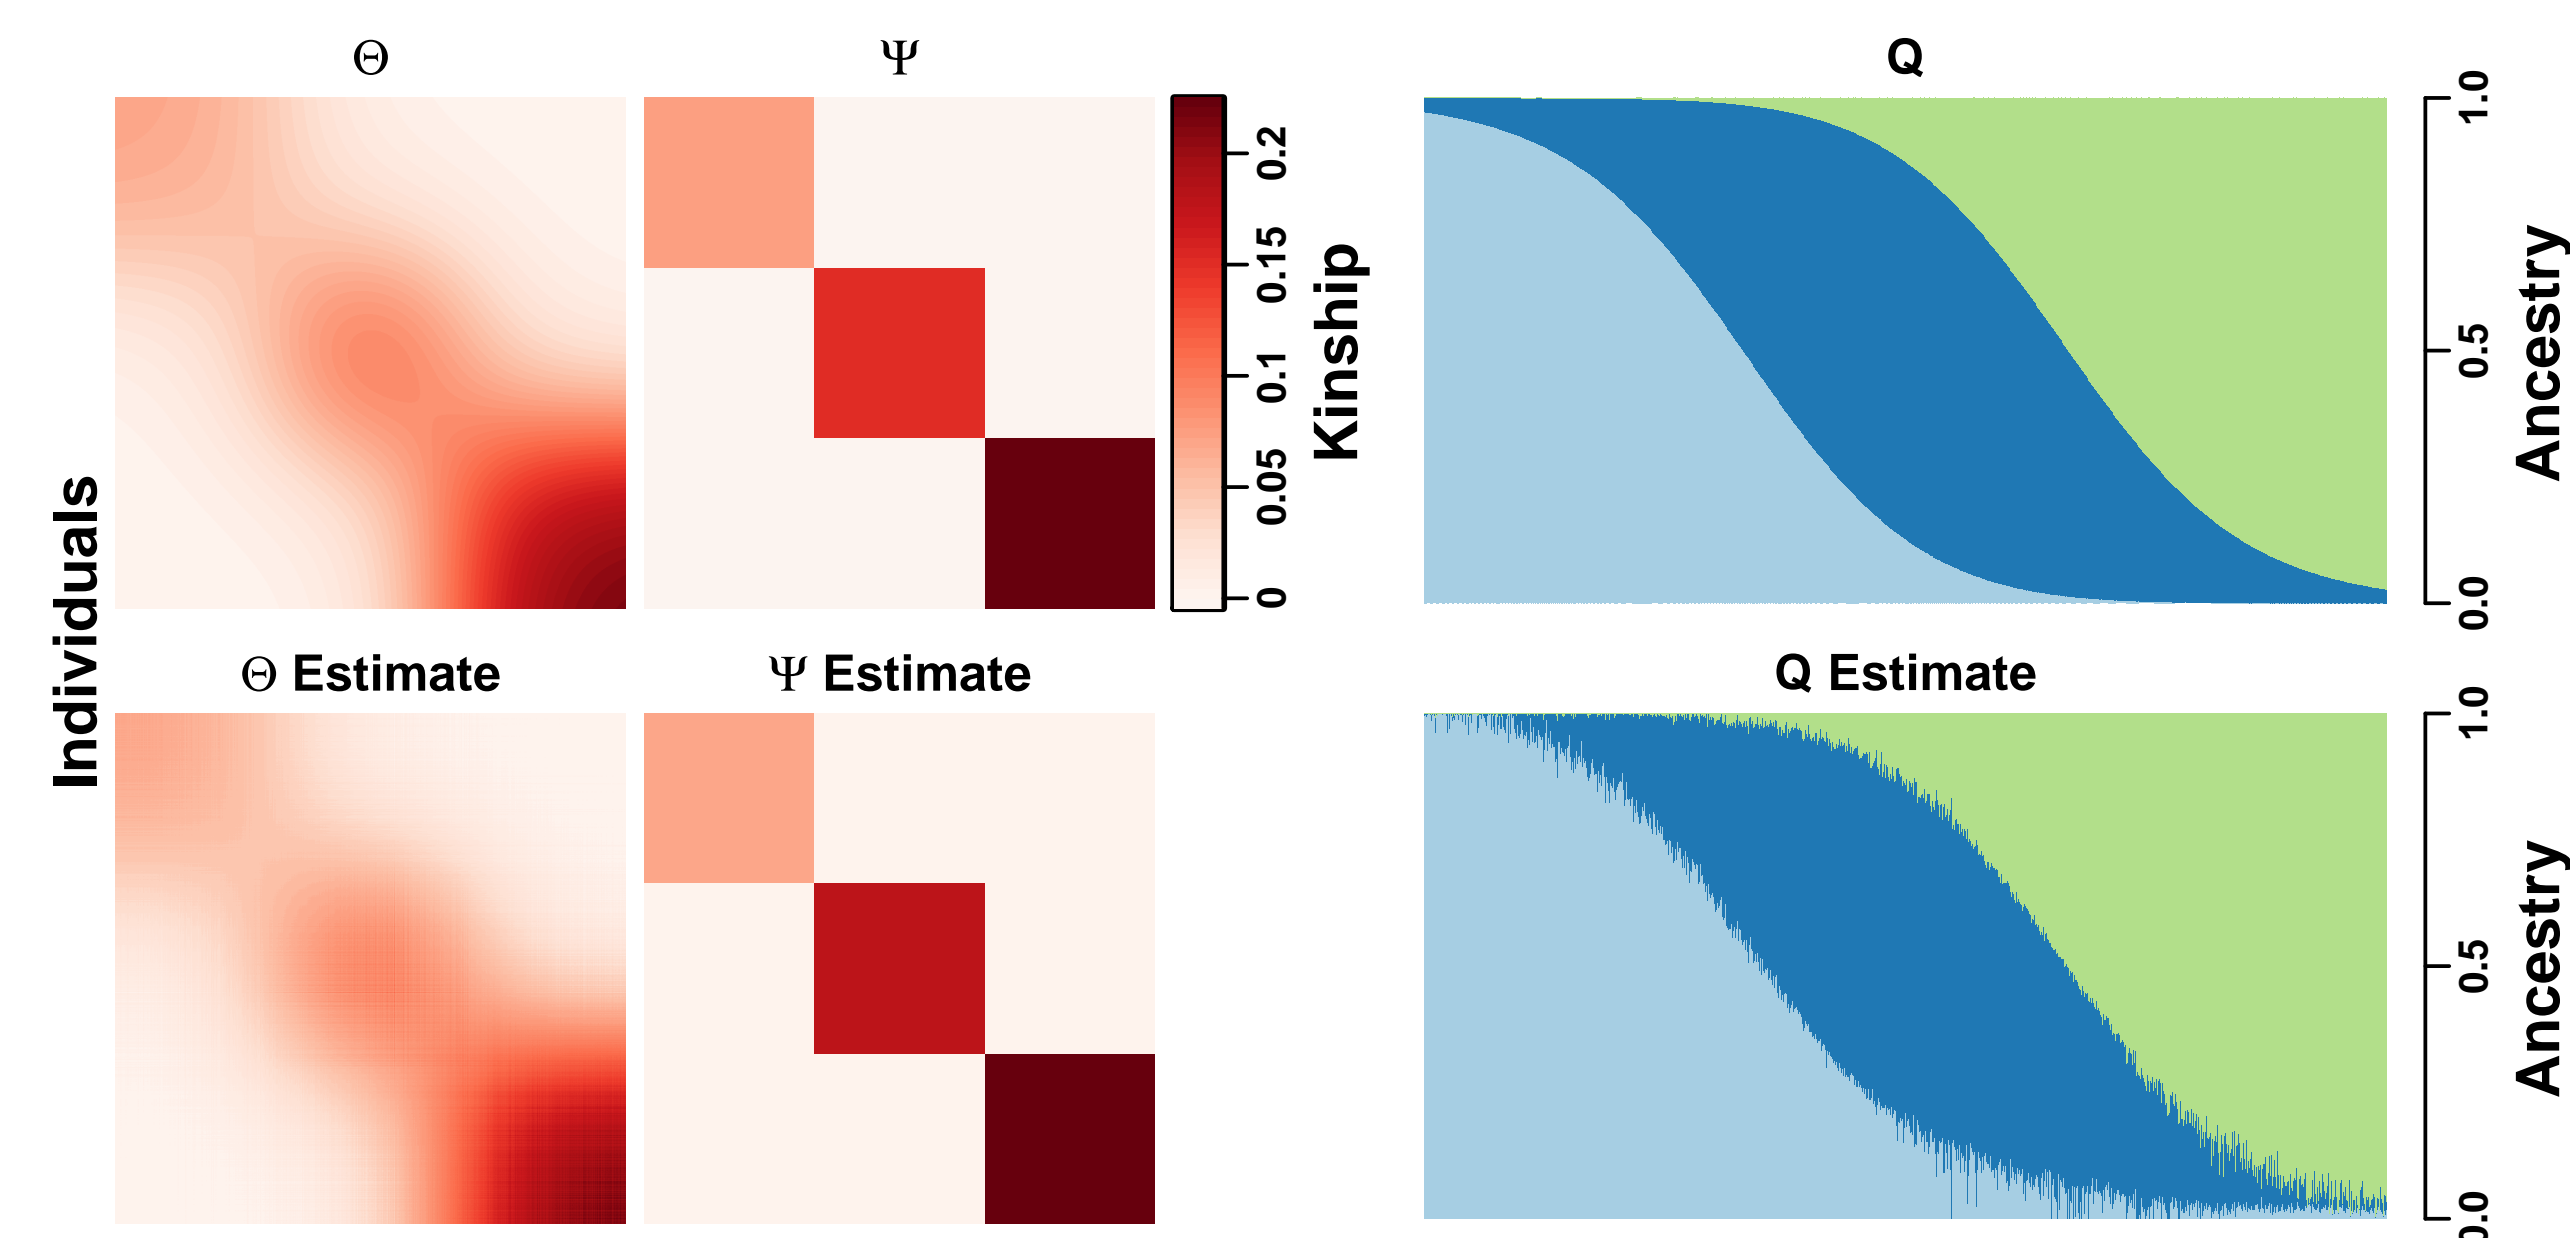 Θ
Ψ
Q
Individuals
0
0.05
0.1
0.15
0.2
Kinship
0.0
0.5
1.0
Ancestry
Θ Estimate
Ψ Estimate
Q Estimate
0.0
0.5
1.0
Ancestry